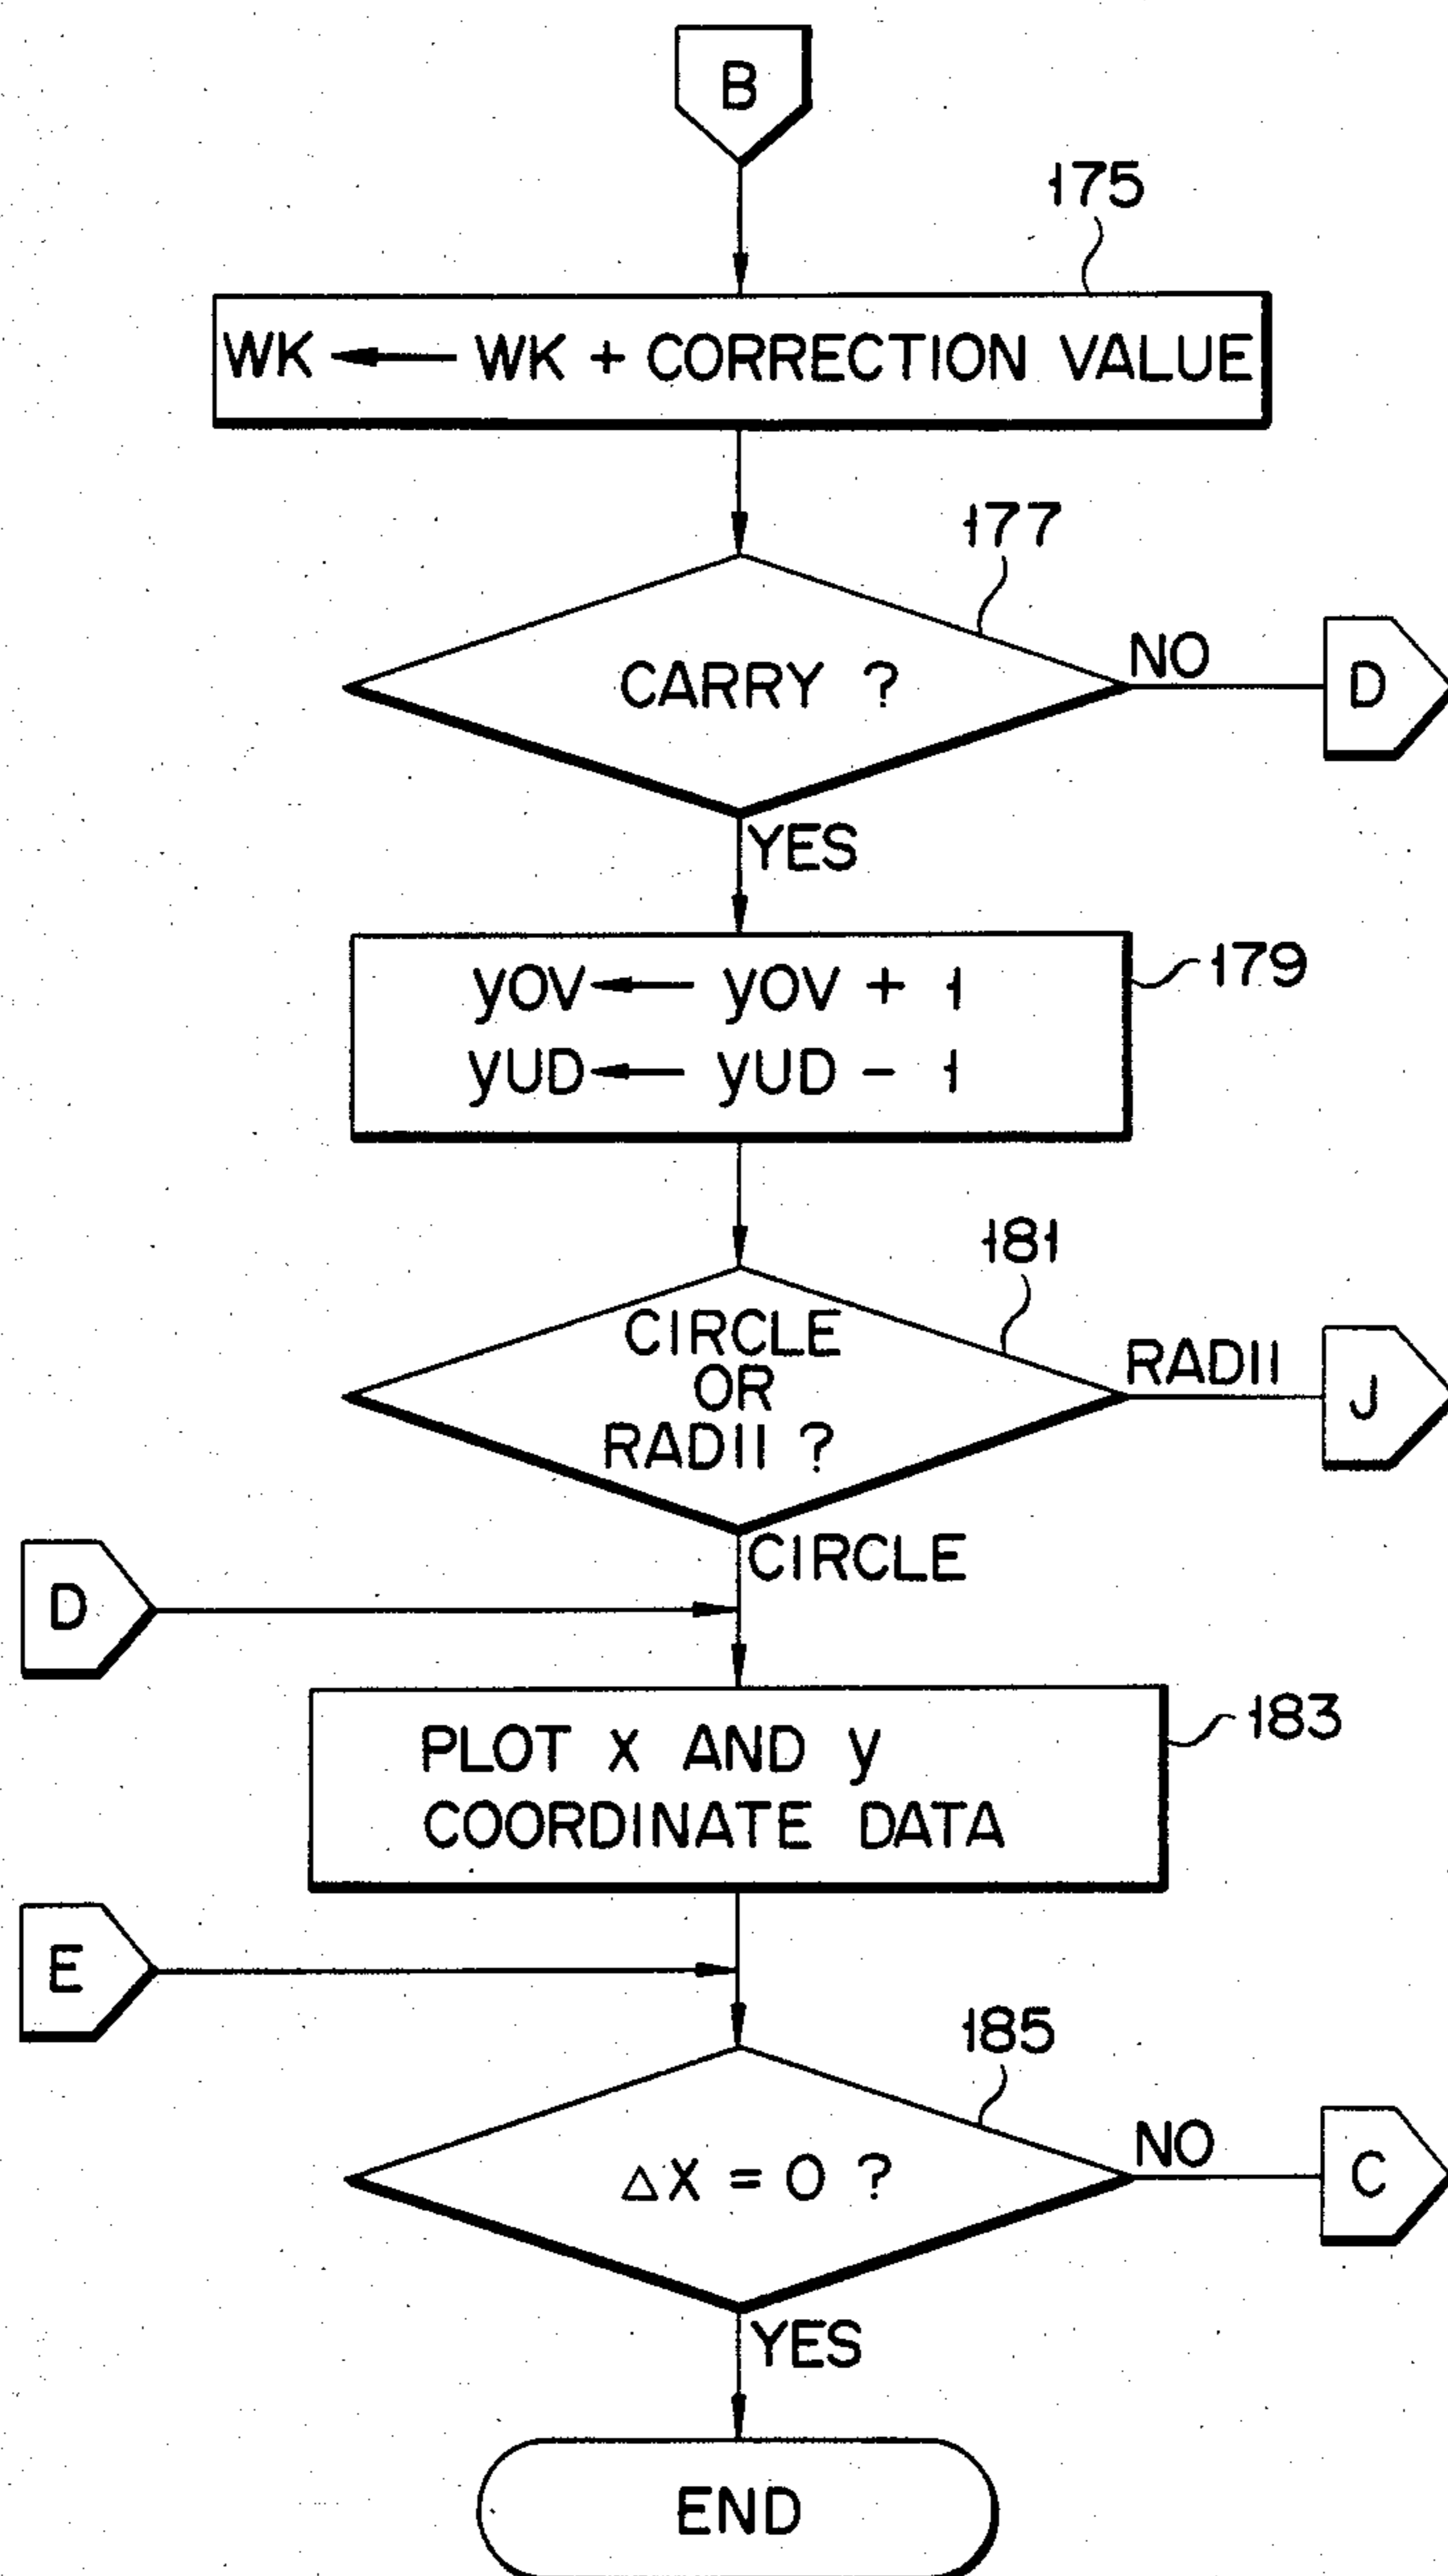 B
175
WK ← WK + CORRECTION VALUE
177
CARRY ?
NO
D
YES
yOV ← yOV + 1
179
yUD ← yUD - 1
181
CIRCLE
OR
RADII ?
RADII
J
CIRCLE
D
PLOT x AND y
183
COORDINATE DATA
E
185
△X = 0 ?
NO
C
YES
END